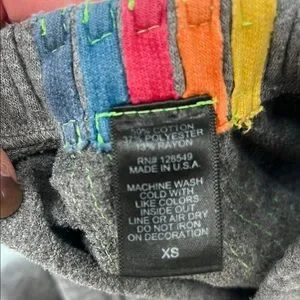 COTTON
POLYESTER
13% RAYON
RN# 128549
MADE IN U.S.A.
MACHINE WASH
COLD WITH
LIKE COLORS
INSIDE OUT
LINE OR AIR DRY
DO NOT IRON
ON DECORATION
XS